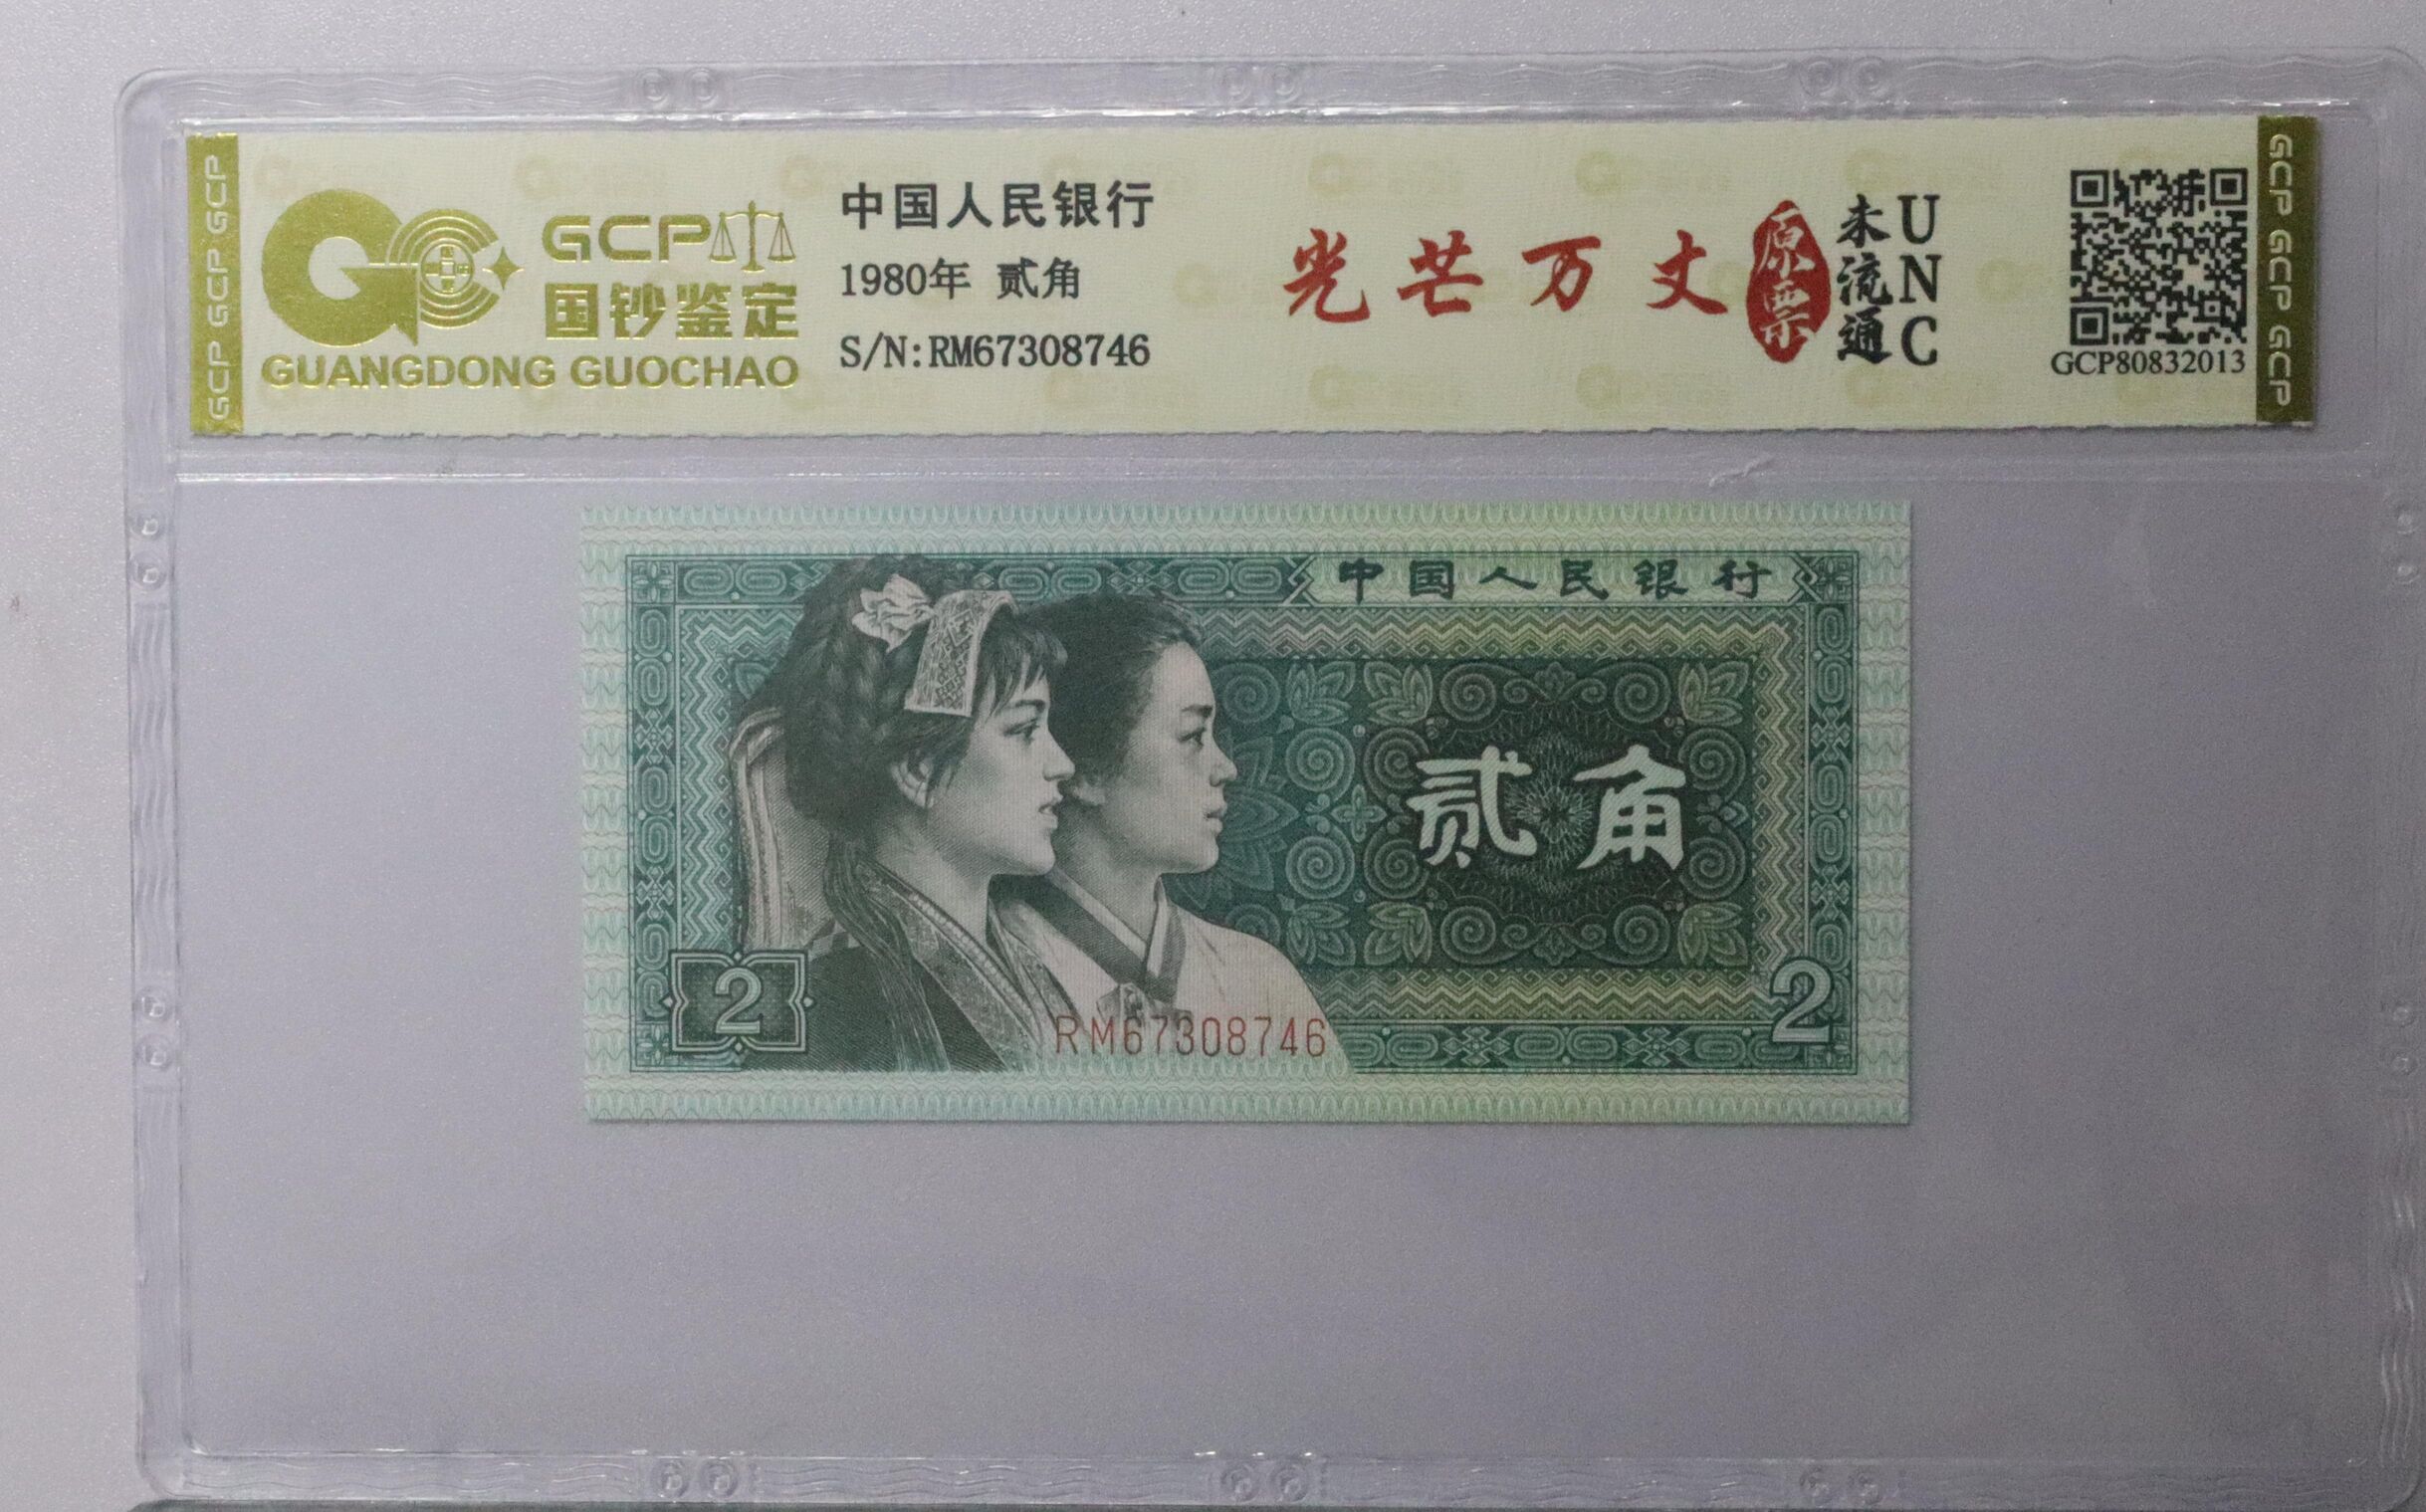 GCP GCP GCP
GCP
国钞鉴定
GUANGDONG GUOCHAO
中国人民银行
1980年 贰角
S/N:RM67308746
光芒万丈
原票
未流通
UNC
GCP80832013
GCP GCP GCP
中国人民银行
贰角
2
RM67308746
2